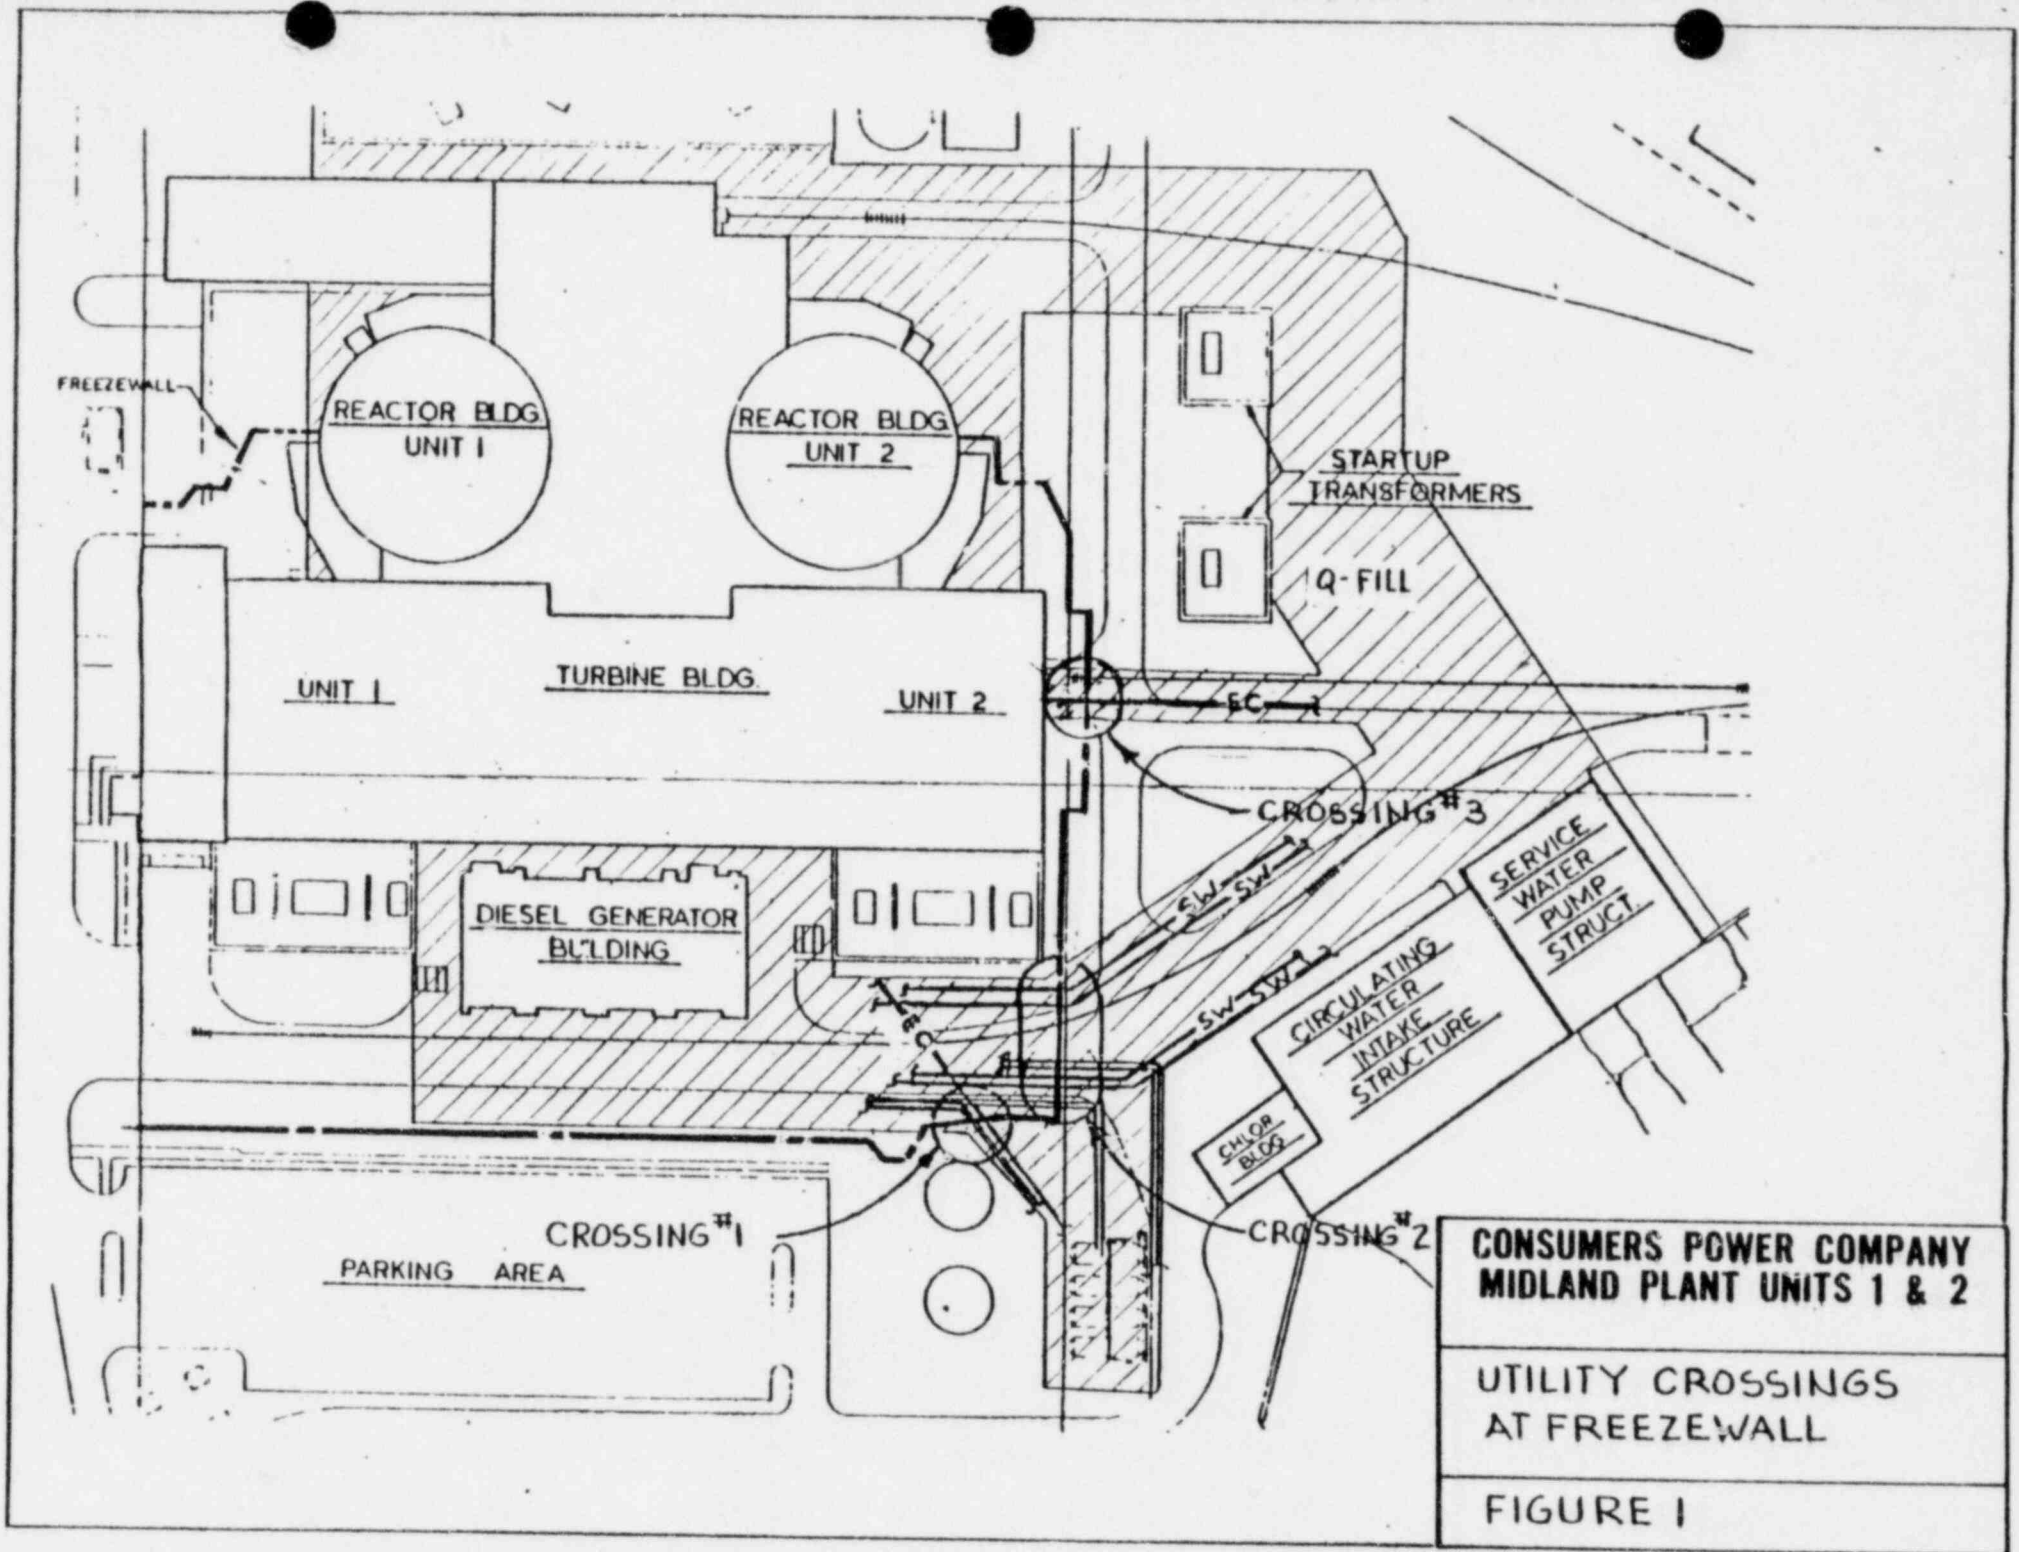 FREEZEWALL
REACTOR BLDG
UNIT 1
REACTOR BLDG
UNIT 2
STARTUP
TRANSFORMERS
Q-FILL
UNIT 1
TURBINE BLDG.
UNIT 2
EC
CROSSING #3
SERVICE
WATER
PUMP
STRUCT.
SW
SW
DIESEL GENERATOR
BUILDING
EC
SW
SW
CIRCULATING
WATER
INTAKE
STRUCTURE
CHLOR
BLDG
CROSSING #1
CROSSING #2
PARKING AREA
CONSUMERS POWER COMPANY
MIDLAND PLANT UNITS 1 & 2
UTILITY CROSSINGS
AT FREEZEWALL
FIGURE 1